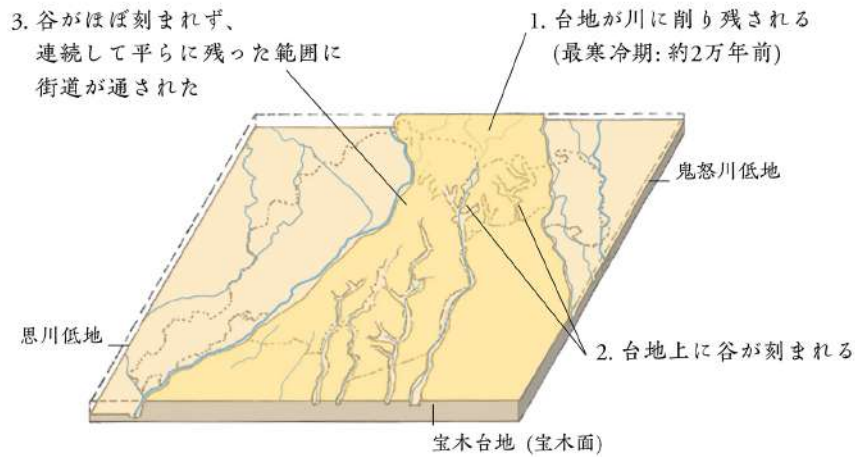 3. 谷がほぼ刻まれず、
連続して平らに残った範囲に
街道が通された
1. 台地が川に削り残される
(最寒冷期: 約2万年前)
鬼怒川低地
思川低地
2. 台地上に谷が刻まれる
宝木台地 (宝木面)